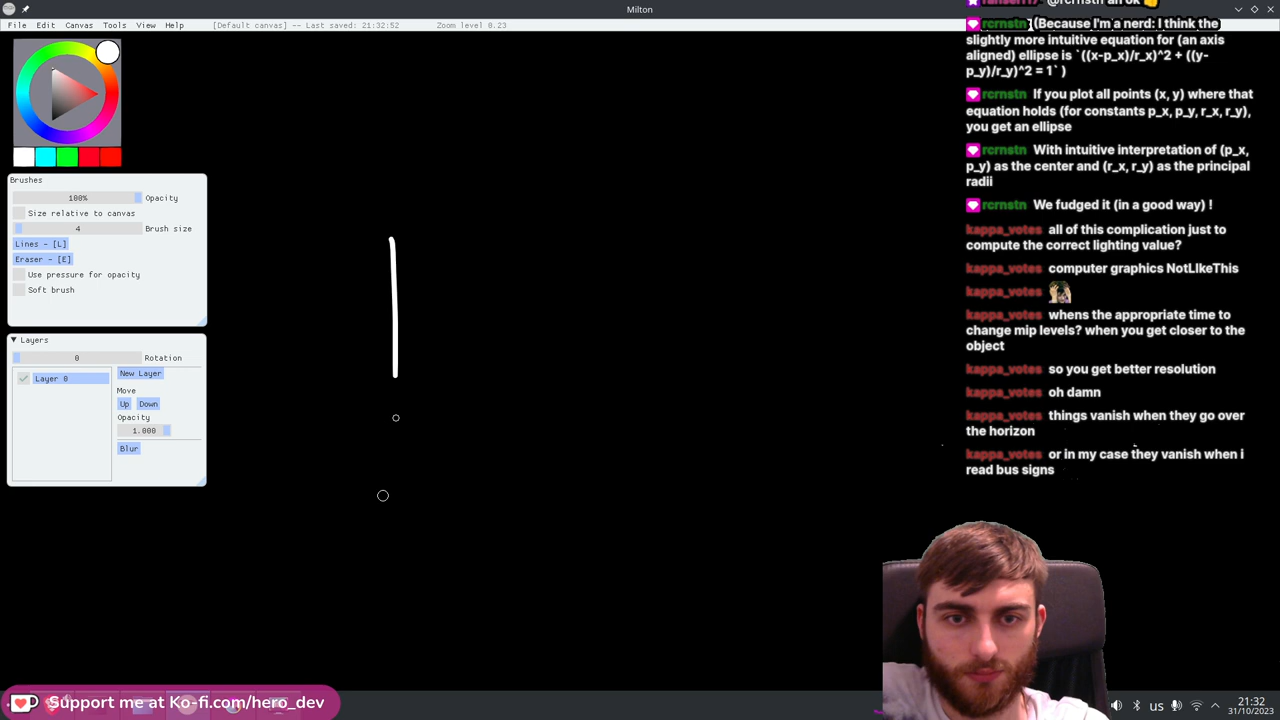 Milton
File Edit Canvas Tools View Help [Default canvas] -- Last saved: 21:32:52 Zoom level 0.23
Brushes
100% Opacity
Size relative to canvas
4 Brush size
Lines - [L]
Eraser - [E]
Use pressure for opacity
Soft brush
Layers
0 Rotation
Layer 0
New Layer
Move
Up Down
Opacity
1.000
Blur
@rcrnstn ah ok
rcrnstn (Because I'm a nerd: I think the
slightly more intuitive equation for (an axis
aligned) ellipse is `((x-p_x)/r_x)^2 + ((y-
p_y)/r_y)^2 = 1` )
rcrnstn If you plot all points (x, y) where that
equation holds (for constants p_x, p_y, r_x, r_y),
you get an ellipse
rcrnstn With intuitive interpretation of (p_x,
p_y) as the center and (r_x, r_y) as the principal
radii
rcrnstn We fudged it (in a good way) !
kappa_votes all of this complication just to
compute the correct lighting value?
kappa_votes computer graphics NotLikeThis
kappa_votes
kappa_votes whens the appropriate time to
change mip levels? when you get closer to the
object
kappa_votes so you get better resolution
kappa_votes oh damn
kappa_votes things vanish when they go over
the horizon
kappa_votes or in my case they vanish when i
read bus signs
Support me at Ko-fi.com/hero_dev
US
21:32
31/10/2023